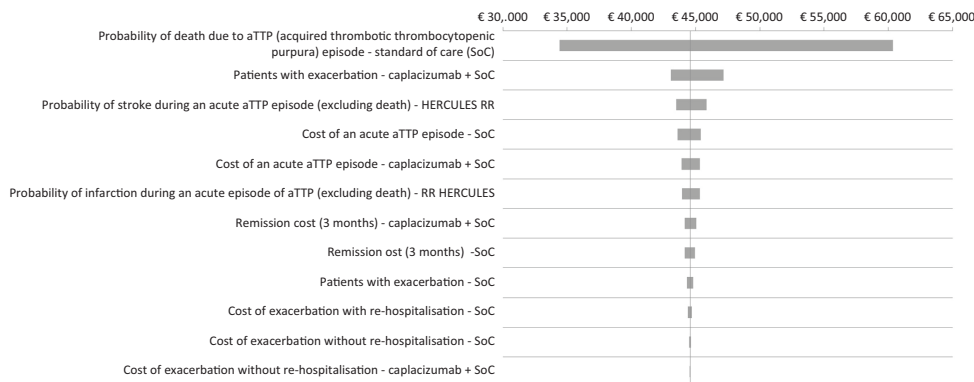 € 30,000 € 35,000 € 40,000 € 45,000 € 50,000 € 55,000 € 60,000 € 65,000
Probability of death due to aTTP (acquired thrombotic thrombocytopenic
purpura) episode - standard of care (SoC)
Patients with exacerbation - caplacizumab + SoC
Probability of stroke during an acute aTTP episode (excluding death) - HERCULES RR
Cost of an acute aTTP episode - SoC
Cost of an acute aTTP episode - caplacizumab + SoC
Probability of infarction during an acute episode of aTTP (excluding death) - RR HERCULES
Remission cost (3 months) - caplacizumab + SoC
Remission ost (3 months) -SoC
Patients with exacerbation - SoC
Cost of exacerbation with re-hospitalisation - SoC
Cost of exacerbation without re-hospitalisation - SoC
Cost of exacerbation without re-hospitalisation - caplacizumab + SoC